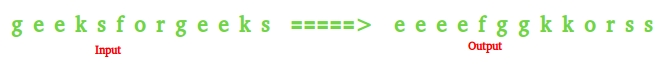 g e e k s f o r g e e k s =====> e e e e f g g k k o r s s
Input Output